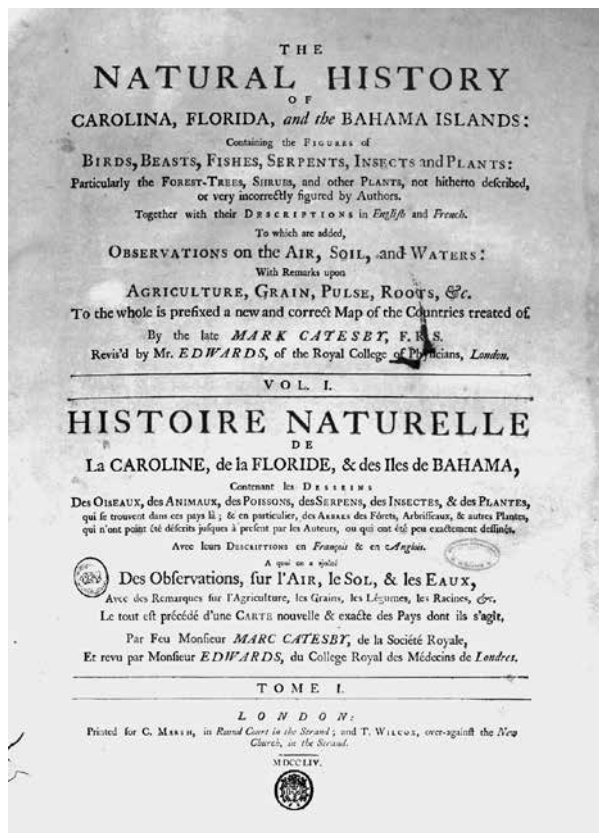 THE
NATURAL HISTORY
OF
CAROLINA, FLORIDA, and the BAHAMA ISLANDS:
Containing the FIGURES of
BIRDS, BEASTS, FISHES, SERPENTS, INSECTS and PLANTS:
Particularly the FOREST-TREES, SHRUBS, and other PLANTS, not hitherto deſcribed,
or very incorrectly figured by Authors.
Together with their DESCRIPTIONS in Engliſh and French.
To which are added,
OBSERVATIONS on the AIR, SOIL, and WATERS:
With Remarks upon
AGRICULTURE, GRAIN, PULSE, ROOTS, &c.
To the whole is prefixed a new and correct Map of the Countries treated of.
By the late MARK CATESBY, F. R. S.
Revis'd by Mr. EDWARDS, of the Royal College of Phyſicians, London.
VOL. I.
HISTOIRE NATURELLE
DE
La CAROLINE, de la FLORIDE, & des Iles de BAHAMA,
Contenant les DESSEINS
Des OISEAUX, des ANIMAUX, des POISSONS, des SERPENS, des INSECTES, & des PLANTES,
qui ſe trouvent dans ces pays là; & en particulier, des ARBRES des Fôrets, Arbriſſeaux, & autres Plantes,
qui n'ont point été décrits juſques à preſent par les Auteurs, ou qui ont été peu exactement deſſinés.
Avec leurs DESCRIPTIONS en François & en Anglois.
A quoi on a ajoûté
Des Obſervations, ſur l'AIR, le SOL, & les EAUX,
Avec des Remarques ſur l'Agriculture, les Grains, les Légumes, les Racines, &c.
Le tout eſt précédé d'une CARTE nouvelle & exacte des Pays dont ils s'agit.
Par Feu Monſieur MARC CATESBY, de la Société Royale,
Et revu par Monſieur EDWARDS, du College Royal des Médecins de Londres.
TOME I.
LONDON:
Printed for C. MARSH, in Round Court in the Strand; and T. WILCOX, over-againſt the New
Church, in the Strand.
MDCCLIV.